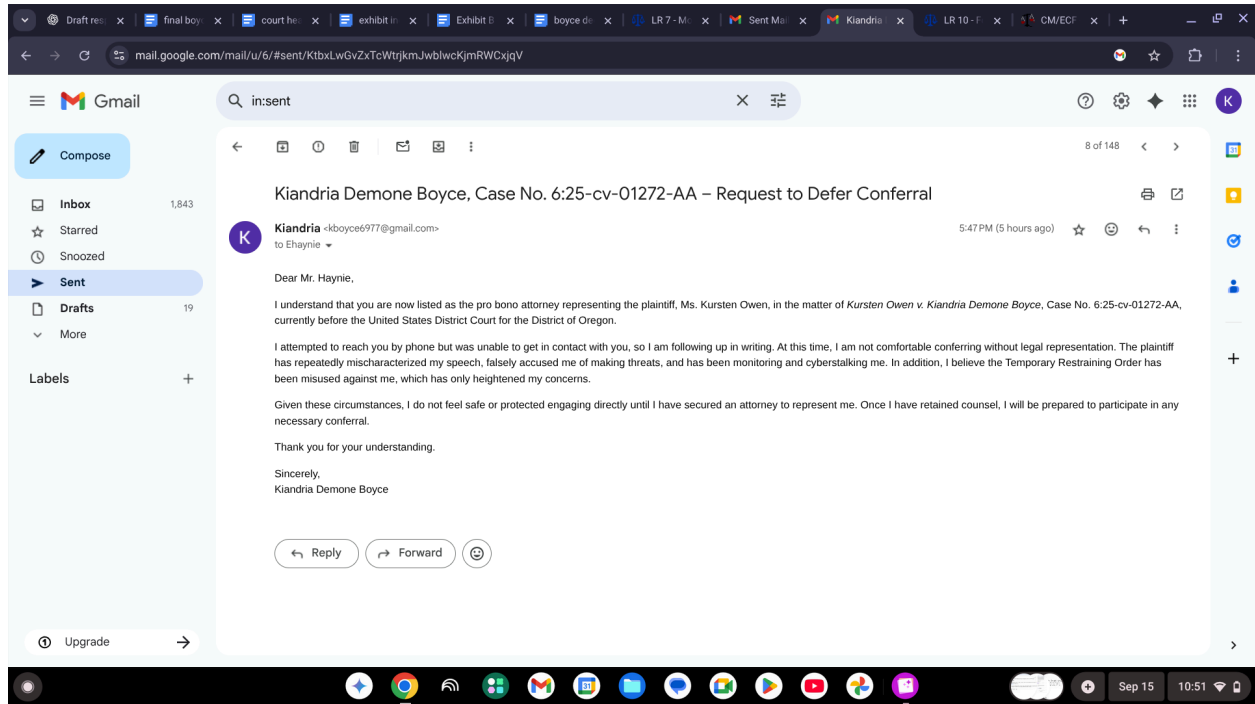 Draft res
final boy
court hea
exhibit in
Exhibit B
boyce de
LR 7 - Mo
Sent Mai
Kiandria
LR 10 - F
CM/ECF
mail.google.com/mail/u/6/#sent/KtbxLwGvZxTcWtrjkmJwblwcKjmRWCxjqV
Gmail
in:sent
K
Compose
8 of 148
31
Kiandria Demone Boyce, Case No. 6:25-cv-01272-AA – Request to Defer Conferral
Inbox 1,843
Starred
Snoozed
Sent
Drafts 19
More
Labels
K
Kiandria <kboyce6977@gmail.com>
5:47 PM (5 hours ago)
to Ehaynie
Dear Mr. Haynie,
I understand that you are now listed as the pro bono attorney representing the plaintiff, Ms. Kursten Owen, in the matter of Kursten Owen v. Kiandria Demone Boyce, Case No. 6:25-cv-01272-AA,
currently before the United States District Court for the District of Oregon.
I attempted to reach you by phone but was unable to get in contact with you, so I am following up in writing. At this time, I am not comfortable conferring without legal representation. The plaintiff
has repeatedly mischaracterized my speech, falsely accused me of making threats, and has been monitoring and cyberstalking me. In addition, I believe the Temporary Restraining Order has
been misused against me, which has only heightened my concerns.
Given these circumstances, I do not feel safe or protected engaging directly until I have secured an attorney to represent me. Once I have retained counsel, I will be prepared to participate in any
necessary conferral.
Thank you for your understanding.
Sincerely,
Kiandria Demone Boyce
Reply
Forward
Upgrade
31
Sep 15
10:51